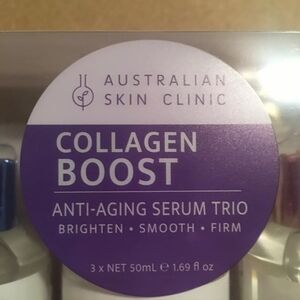 AUSTRALIAN
SKIN CLINIC
COLLAGEN
BOOST
ANTI-AGING SERUM TRIO
BRIGHTEN • SMOOTH • FIRM
3 x NET 50mL ℮ 1.69 fl oz